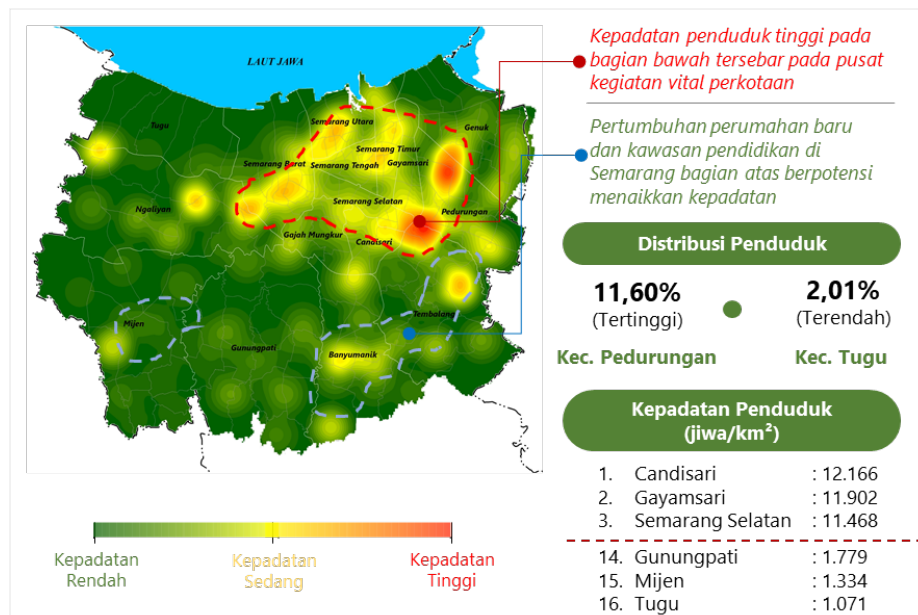 LAUT JAWA
Tugu
Semarang Utara
Genuk
Semarang Timur
Semarang Barat
Semarang Tengah
Gayamsari
Ngaliyan
Semarang Selatan
Pedurungan
Gajah Mungkur
Candisari
Mijen
Tembalang
Gunungpati
Banyumanik
Kepadatan Rendah
Kepadatan Sedang
Kepadatan Tinggi
Kepadatan penduduk tinggi pada
bagian bawah tersebar pada pusat
kegiatan vital perkotaan
Pertumbuhan perumahan baru
dan kawasan pendidikan di
Semarang bagian atas berpotensi
menaikkan kepadatan
Distribusi Penduduk
11,60% 2,01%
(Tertinggi) (Terendah)
Kec. Pedurungan Kec. Tugu
Kepadatan Penduduk
(jiwa/km²)
1. Candisari : 12.166
2. Gayamsari : 11.902
3. Semarang Selatan : 11.468
14. Gunungpati : 1.779
15. Mijen : 1.334
16. Tugu : 1.071